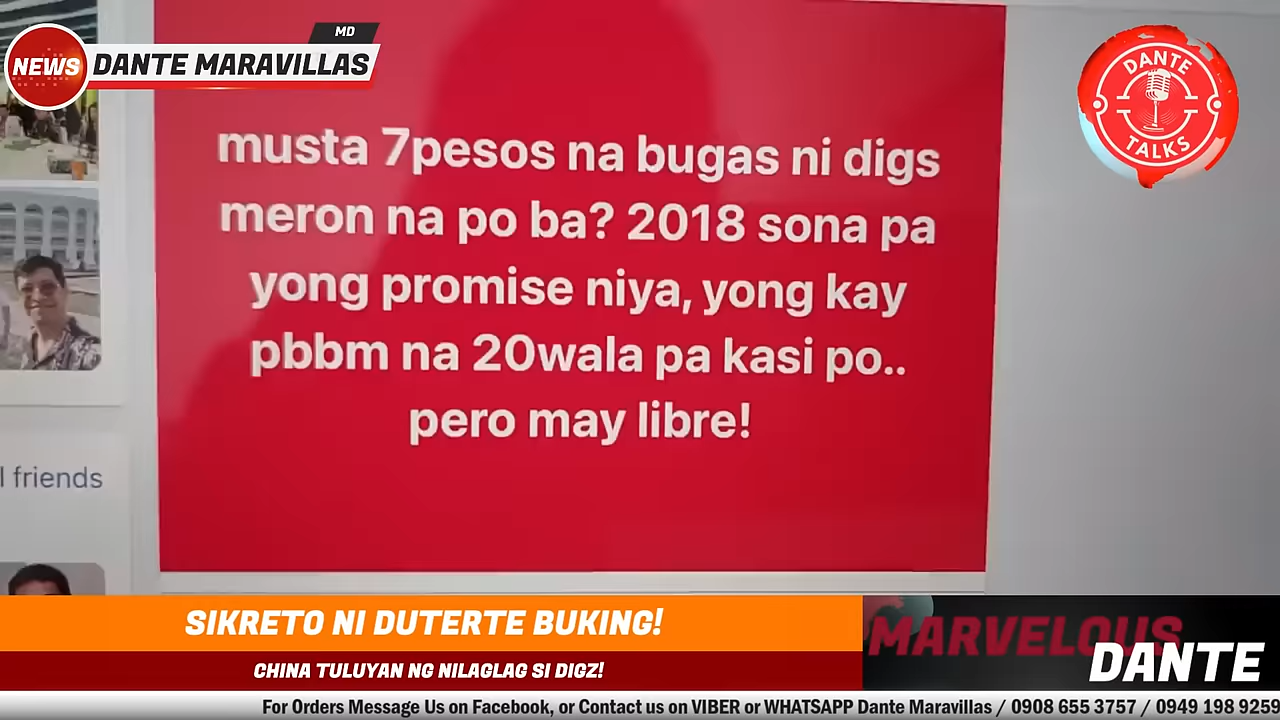 MD
NEWS
DANTE MARAVILLAS
DANTE
TALKS
musta 7pesos na bugas ni digs
meron na po ba? 2018 sona pa
yong promise niya, yong kay
pbbm na 20wala pa kasi po..
pero may libre!
l friends
SIKRETO NI DUTERTE BUKING!
CHINA TULUYAN NG NILAGLAG SI DIGZ!
MARVELOUS
DANTE
For Orders Message Us on Facebook, or Contact us on VIBER or WHATSAPP Dante Maravillas / 0908 655 3757 / 0949 198 9259